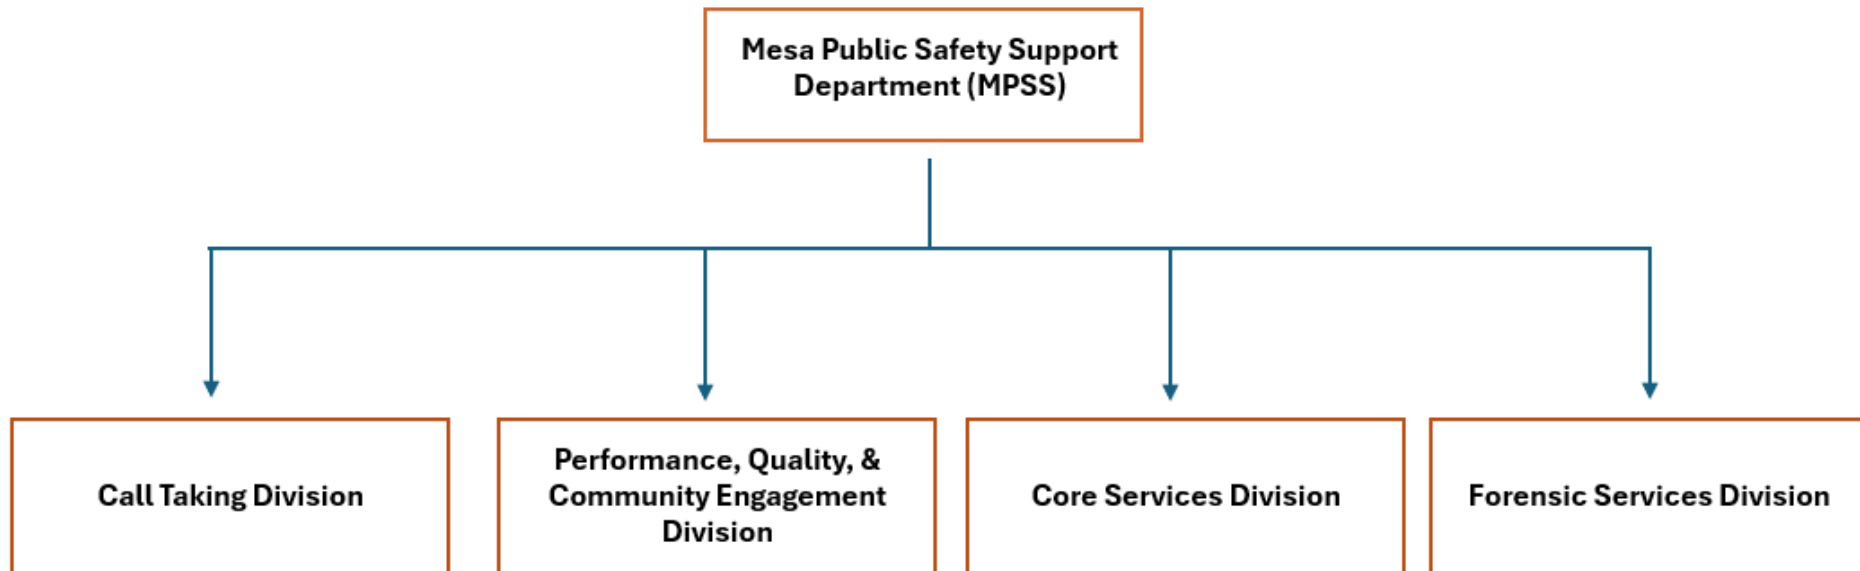 Mesa Public Safety Support
Department (MPSS)
Call Taking Division
Performance, Quality, &
Community Engagement
Division
Core Services Division
Forensic Services Division